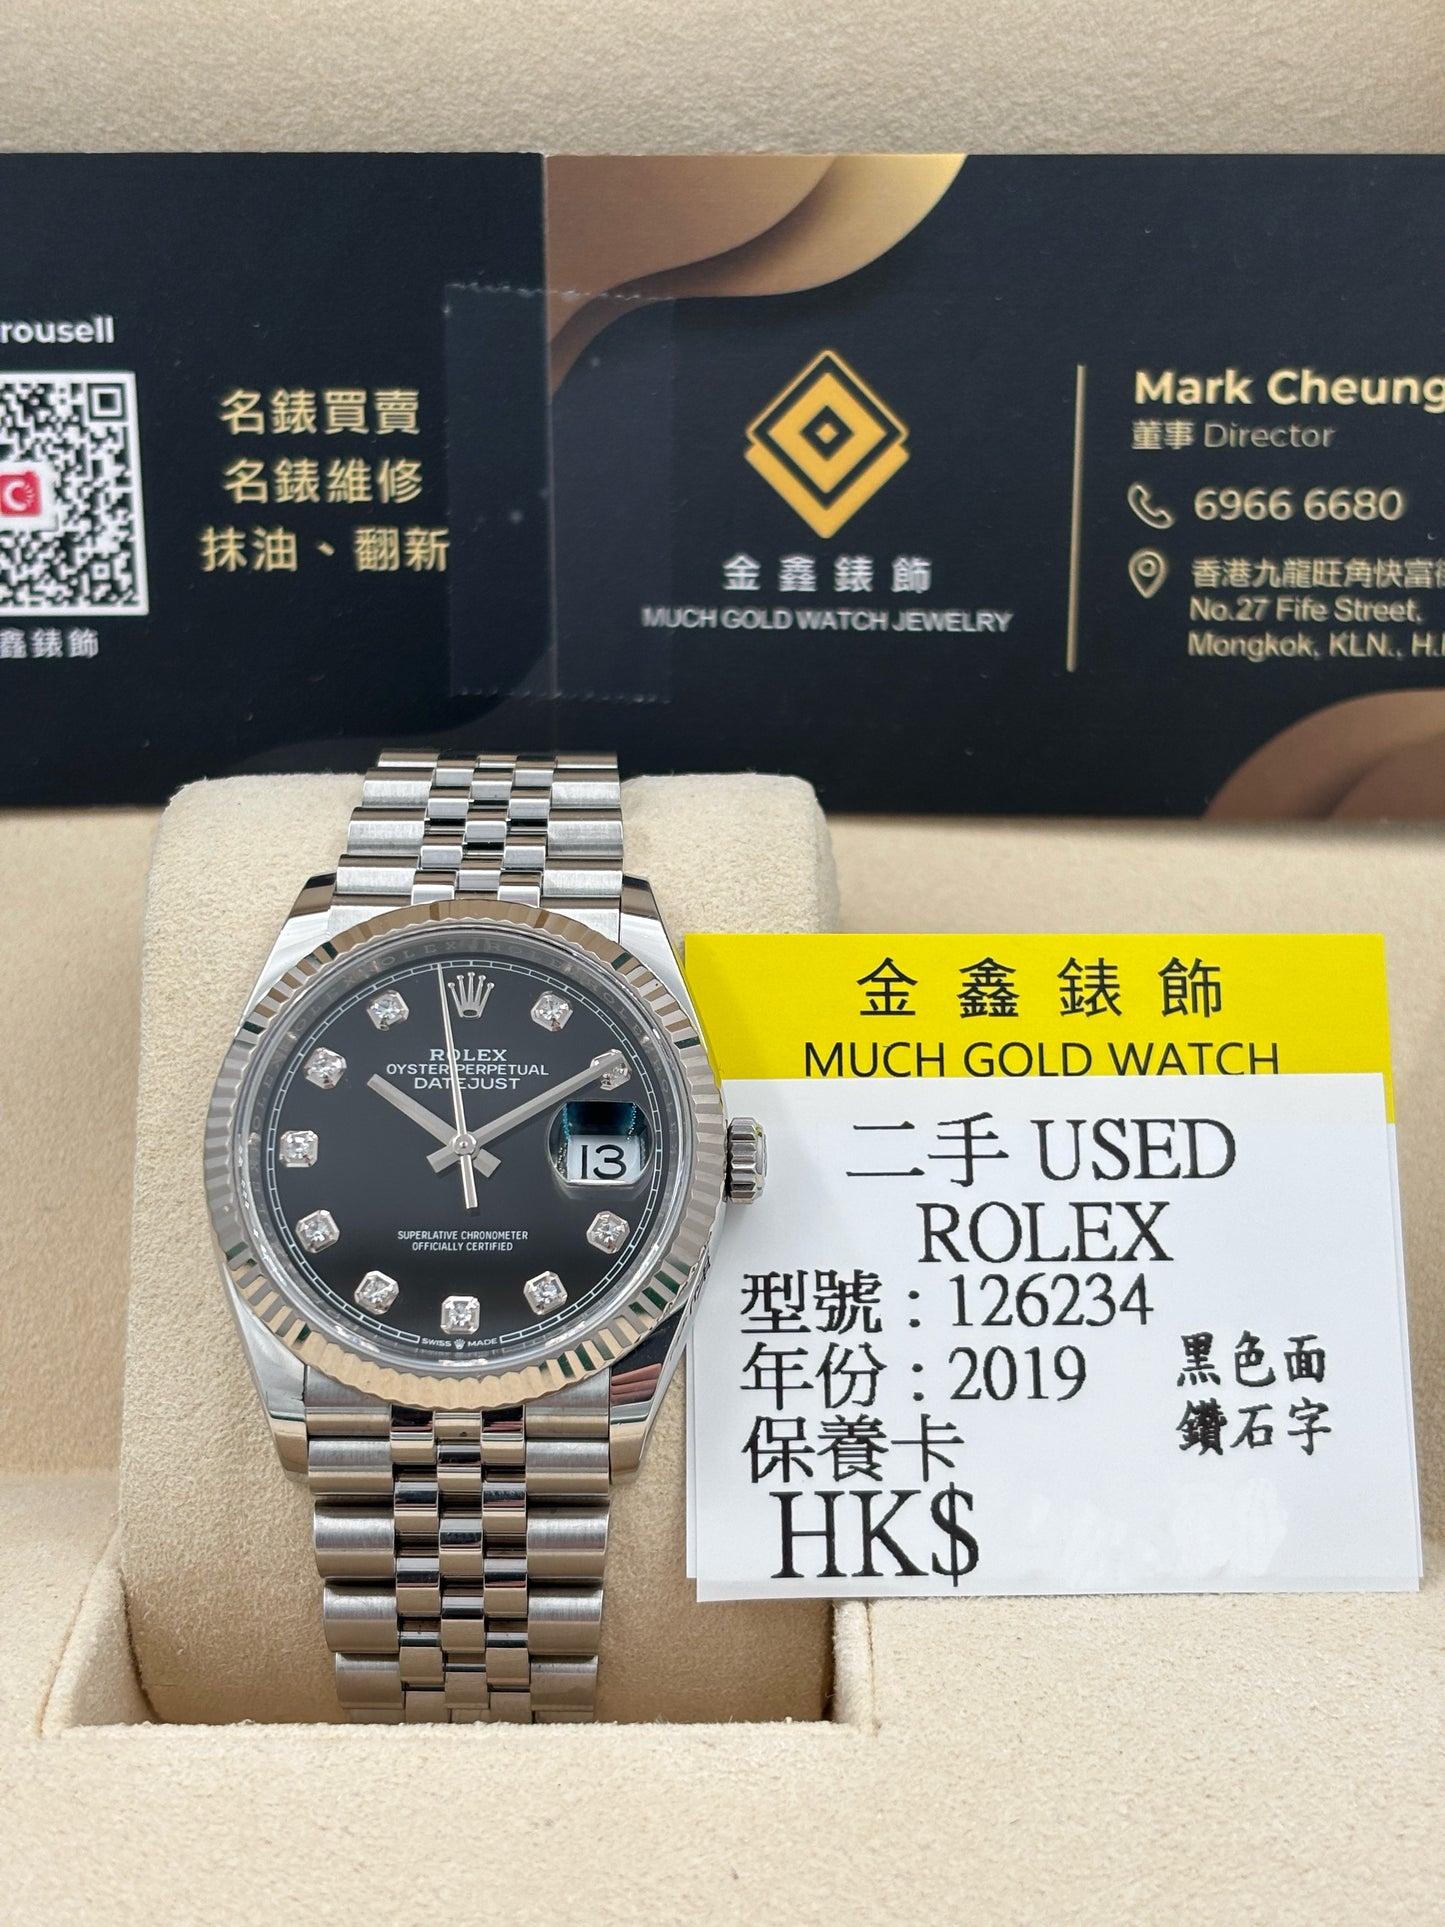 rousell
名錶買賣
名錶維修
抹油、翻新
鑫錶飾
金鑫錶飾
MUCH GOLD WATCH JEWELRY
Mark Cheung
董事 Director
6966 6680
香港九龍旺角快富街
No.27 Fife Street,
Mongkok, KLN., H.
ROLEX
OYSTER PERPETUAL
DATEJUST
13
SUPERLATIVE CHRONOMETER
OFFICIALLY CERTIFIED
SWISS MADE
金鑫錶飾
MUCH GOLD WATCH
二手 USED
ROLEX
型號：126234
年份：2019
黑色面
鑽石字
保養卡
HK$